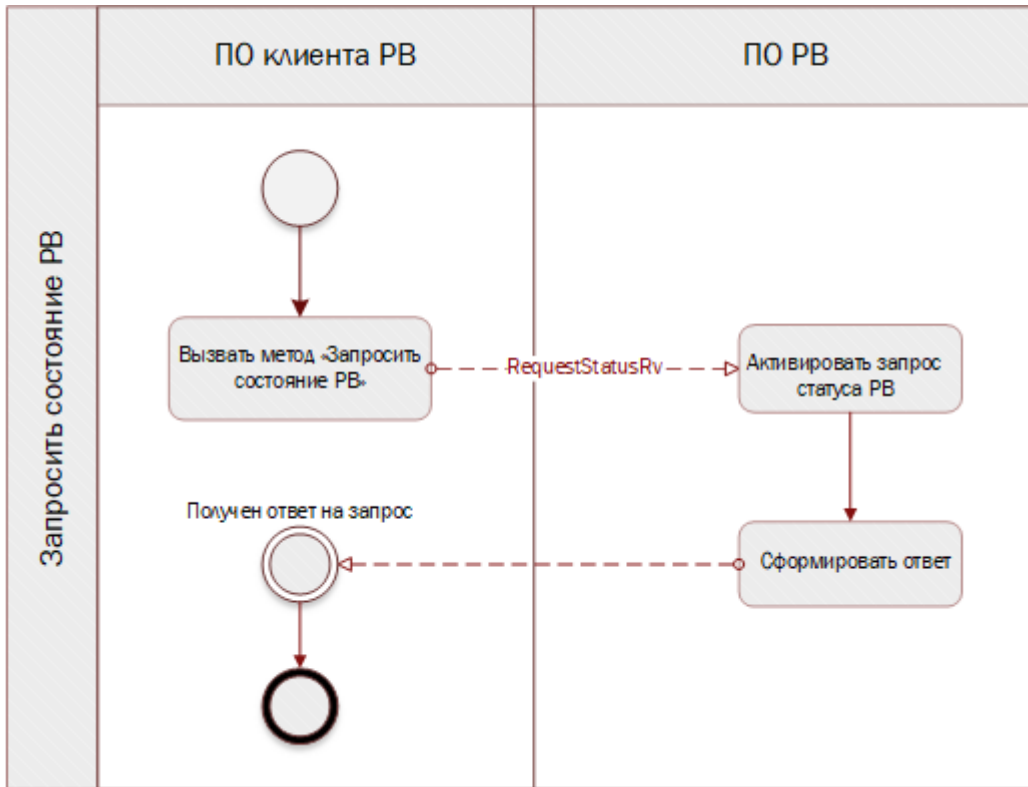 ПО клиента РВ
ПО РВ
Запросить состояние РВ
Вызвать метод «Запросить
состояние РВ»
RequestStatusRv
Активировать запрос
статуса РВ
Получен ответ на запрос
Сформировать ответ